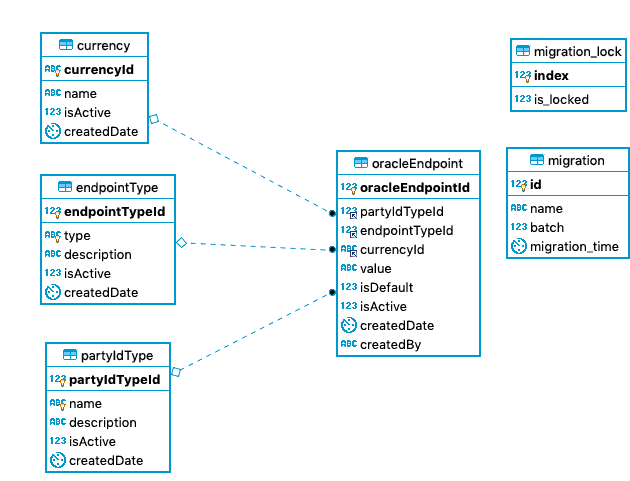 currency
ABC currencyId
ABC name
123 isActive
createdDate
endpointType
123 endpointTypeId
ABC type
ABC description
123 isActive
createdDate
partyIdType
123 partyIdTypeId
ABC name
ABC description
123 isActive
createdDate
oracleEndpoint
123 oracleEndpointId
123 partyIdTypeId
123 endpointTypeId
ABC currencyId
ABC value
123 isDefault
123 isActive
createdDate
ABC createdBy
migration_lock
123 index
123 is_locked
migration
123 id
ABC name
123 batch
migration_time